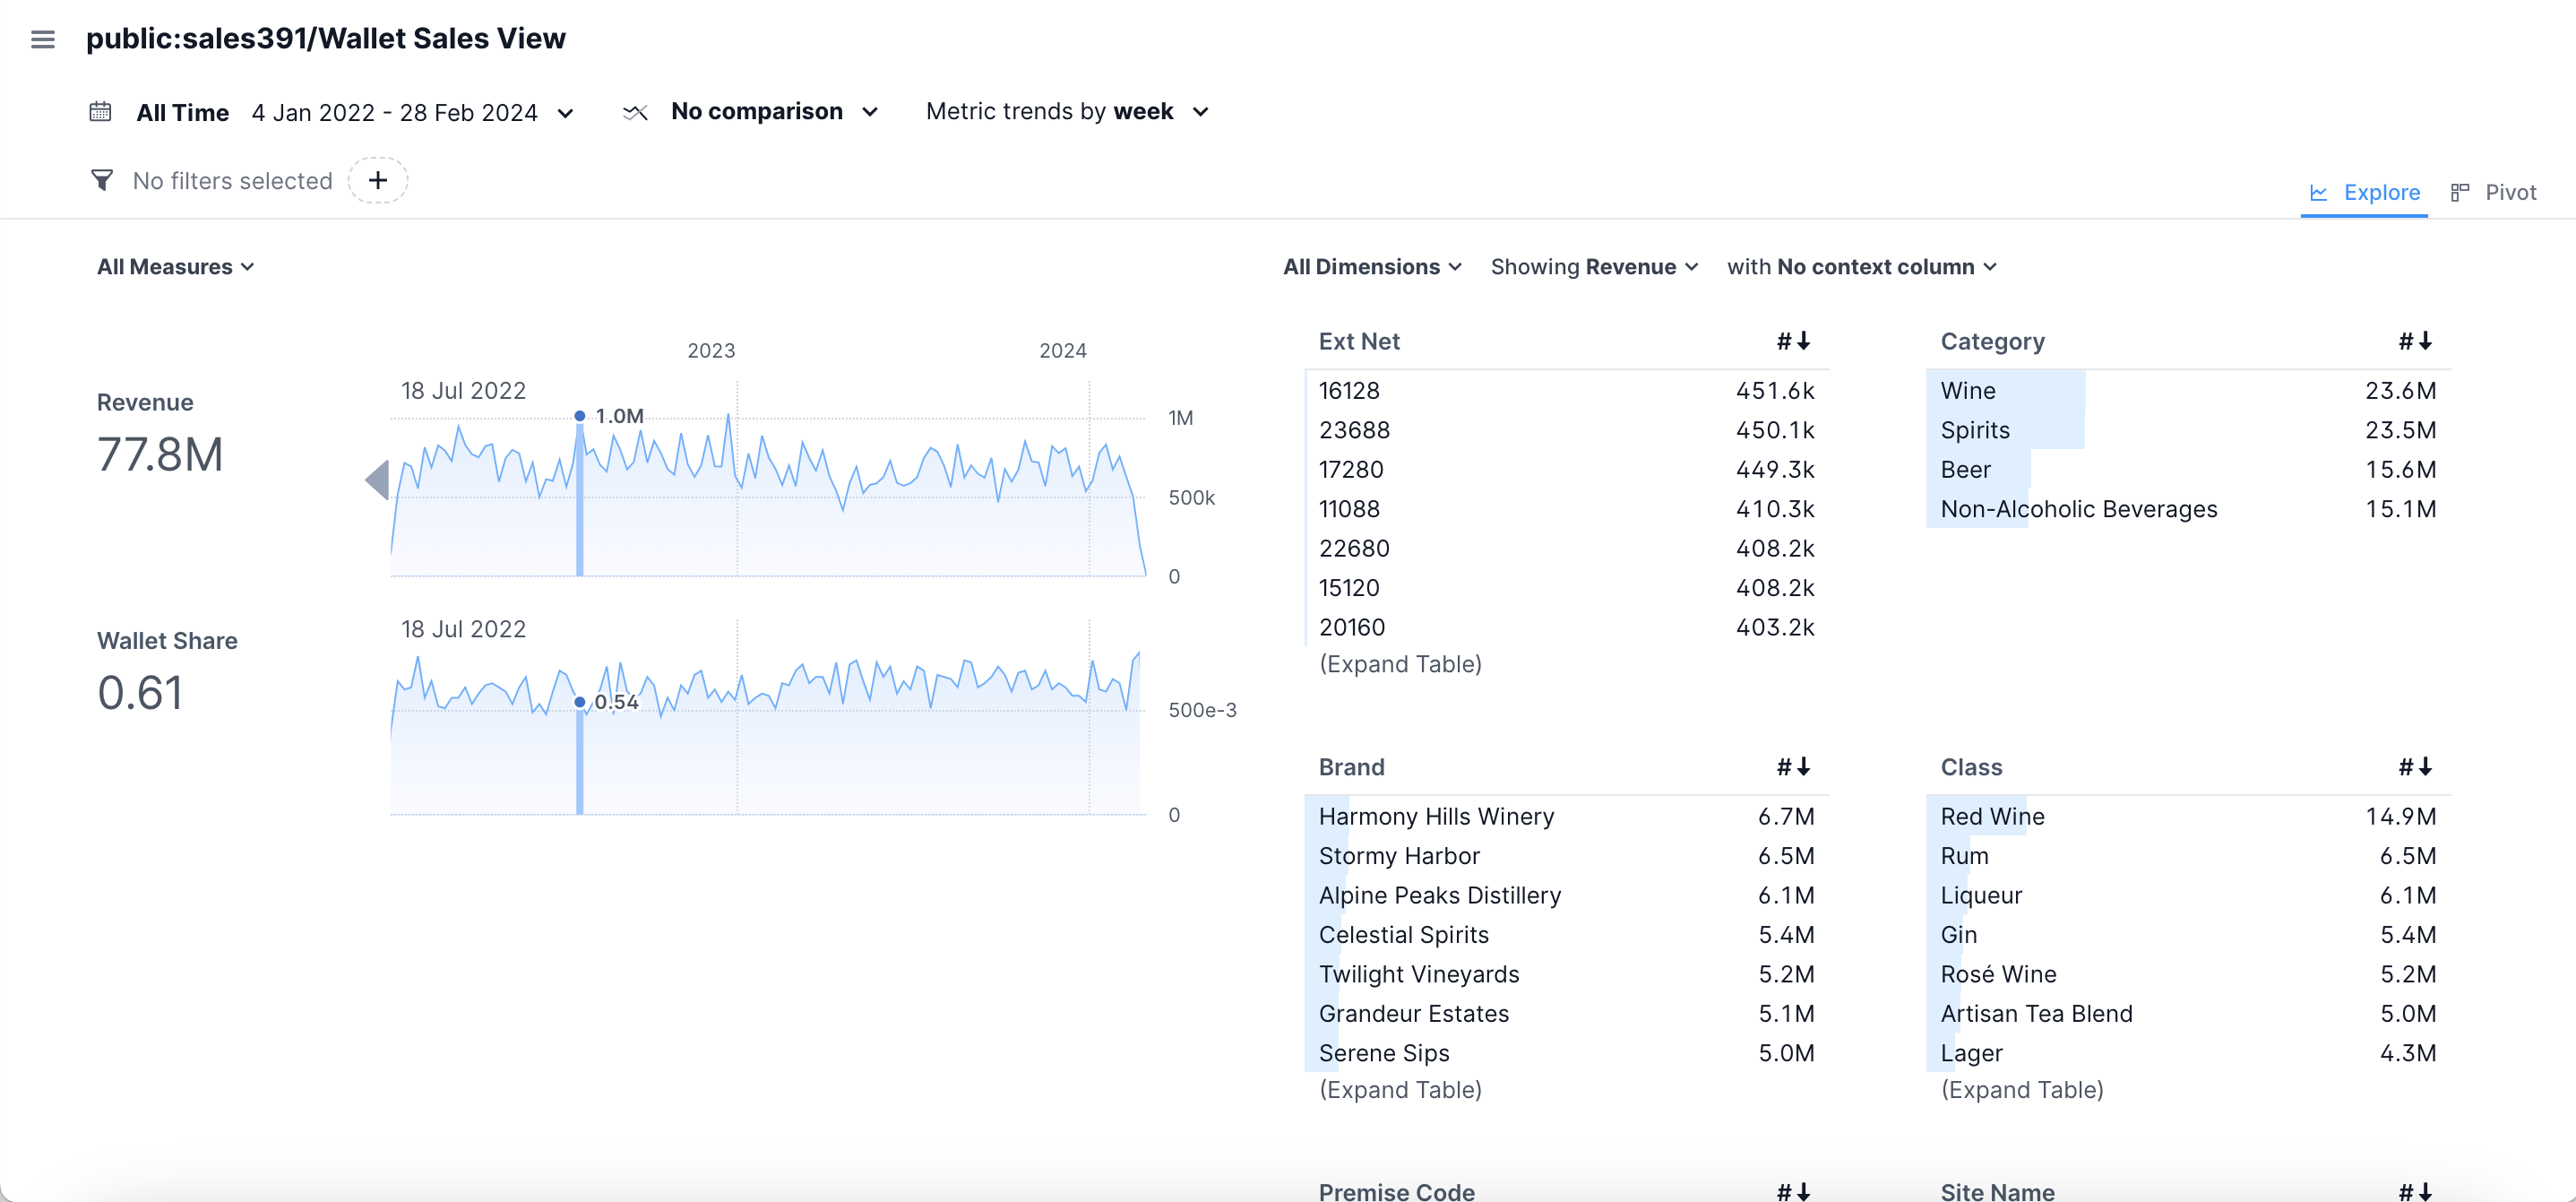 public:sales391/Wallet Sales View
All Time 4 Jan 2022 - 28 Feb 2024 No comparison Metric trends by week
No filters selected +
Explore Pivot
All Measures
2023 2024
Revenue
77.8M
18 Jul 2022
1.0M
1M
500k
0
Wallet Share
0.61
18 Jul 2022
0.54
500e-3
0
All Dimensions Showing Revenue with No context column
Ext Net #
16128 451.6k
23688 450.1k
17280 449.3k
11088 410.3k
22680 408.2k
15120 408.2k
20160 403.2k
(Expand Table)
Category #
Wine 23.6M
Spirits 23.5M
Beer 15.6M
Non-Alcoholic Beverages 15.1M
Brand #
Harmony Hills Winery 6.7M
Stormy Harbor 6.5M
Alpine Peaks Distillery 6.1M
Celestial Spirits 5.4M
Twilight Vineyards 5.2M
Grandeur Estates 5.1M
Serene Sips 5.0M
(Expand Table)
Class #
Red Wine 14.9M
Rum 6.5M
Liqueur 6.1M
Gin 5.4M
Rosé Wine 5.2M
Artisan Tea Blend 5.0M
Lager 4.3M
(Expand Table)
Premise Code #
Site Name #